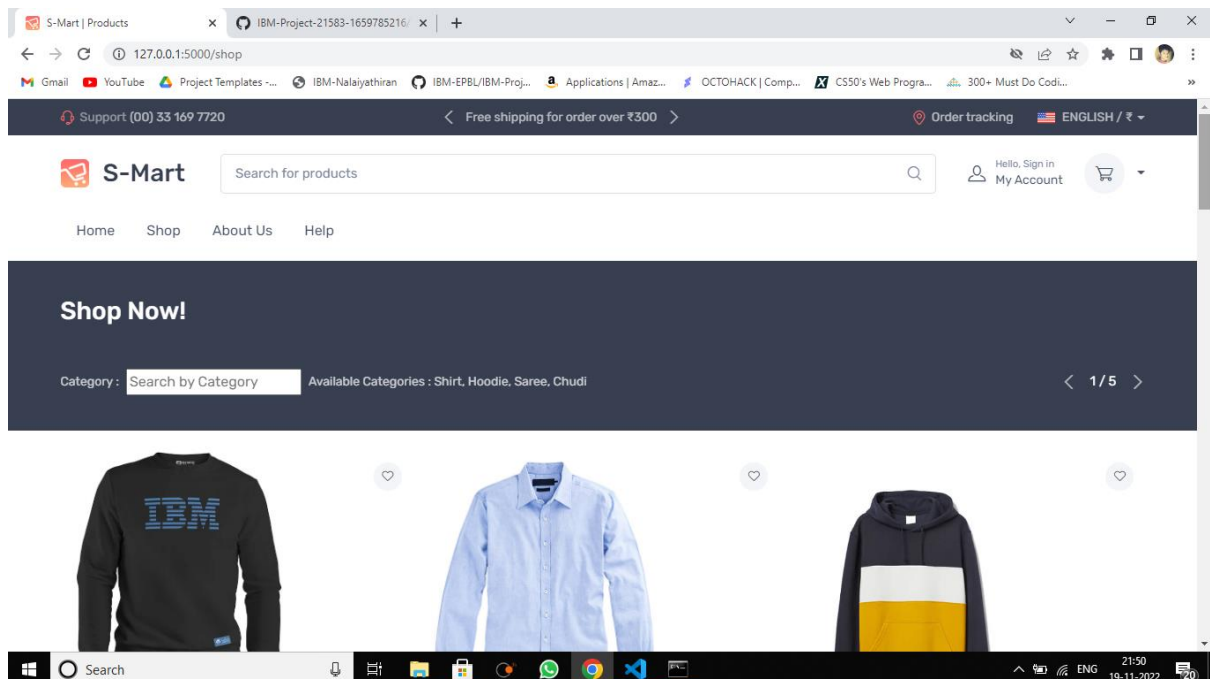 S-Mart | Products
IBM-Project-21583-1659785216/
127.0.0.1:5000/shop
Gmail YouTube Project Templates -... IBM-Nalaiyathiran IBM-EPBL/IBM-Proj... Applications | Amaz... OCTOHACK | Comp... CS50's Web Progra... 300+ Must Do Codi...
Support (00) 33 169 7720
Free shipping for order over ₹300
Order tracking
ENGLISH / ₹
S-Mart
Search for products
Hello, Sign in
My Account
Home Shop About Us Help
Shop Now!
Category : Search by Category Available Categories : Shirt, Hoodie, Saree, Chudi
1 / 5
IBM
Search
ENG
21:50
19-11-2022
20